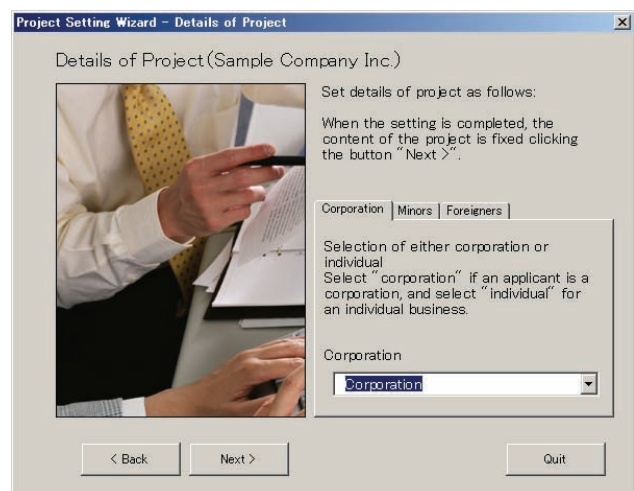 Project Setting Wizard - Details of Project
Details of Project(Sample Company Inc.)
Set details of project as follows:
When the setting is completed, the
content of the project is fixed clicking
the button "Next >".
Corporation
Minors
Foreigners
Selection of either corporation or
individual
Select "corporation" if an applicant is a
corporation, and select "individual" for
an individual business.
Corporation
Corporation
< Back
Next >
Quit